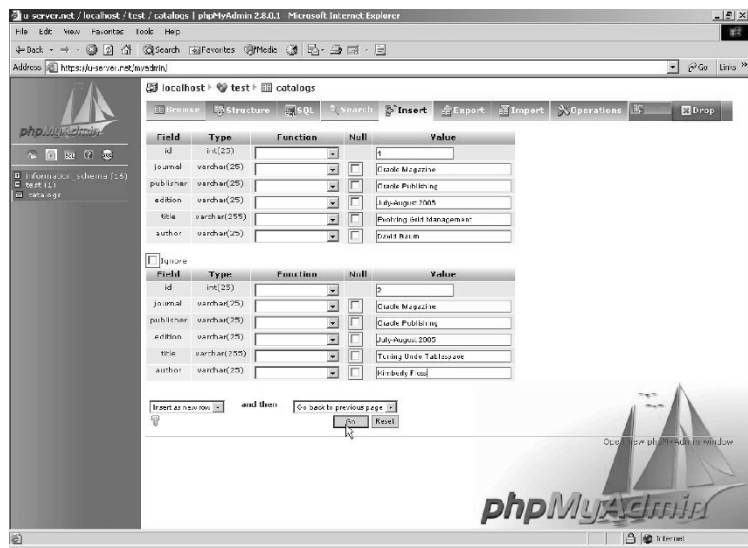 u-server.net / localhost / test / catalogs | phpMyAdmin 2.8.0.1 - Microsoft Internet Explorer
File Edit View Favorites Tools Help
Back Search Favorites Media
Address https://u-server.net/myadmin/ Go Links »
localhost ▸ test ▸ catalogs
Browse Structure SQL Search Insert Export Import Operations Drop
phpMyAdmin
information_schema (16)
test (1)
catalogs
Field Type Function Null Value
id int(25) 1
journal varchar(25) Oracle Magazine
publisher varchar(25) Oracle Publishing
edition varchar(25) July-August 2005
title varchar(255) Evolving Grid Management
author varchar(25) David Baum
Ignore
Field Type Function Null Value
id int(25) 2
journal varchar(25) Oracle Magazine
publisher varchar(25) Oracle Publishing
edition varchar(25) July-August 2005
title varchar(255) Tuning Undo Tablespace
author varchar(25) Kimberly Floss
Insert as new row and then Go back to previous page
Go Reset
Open new phpMyAdmin window
phpMyAdmin
Internet